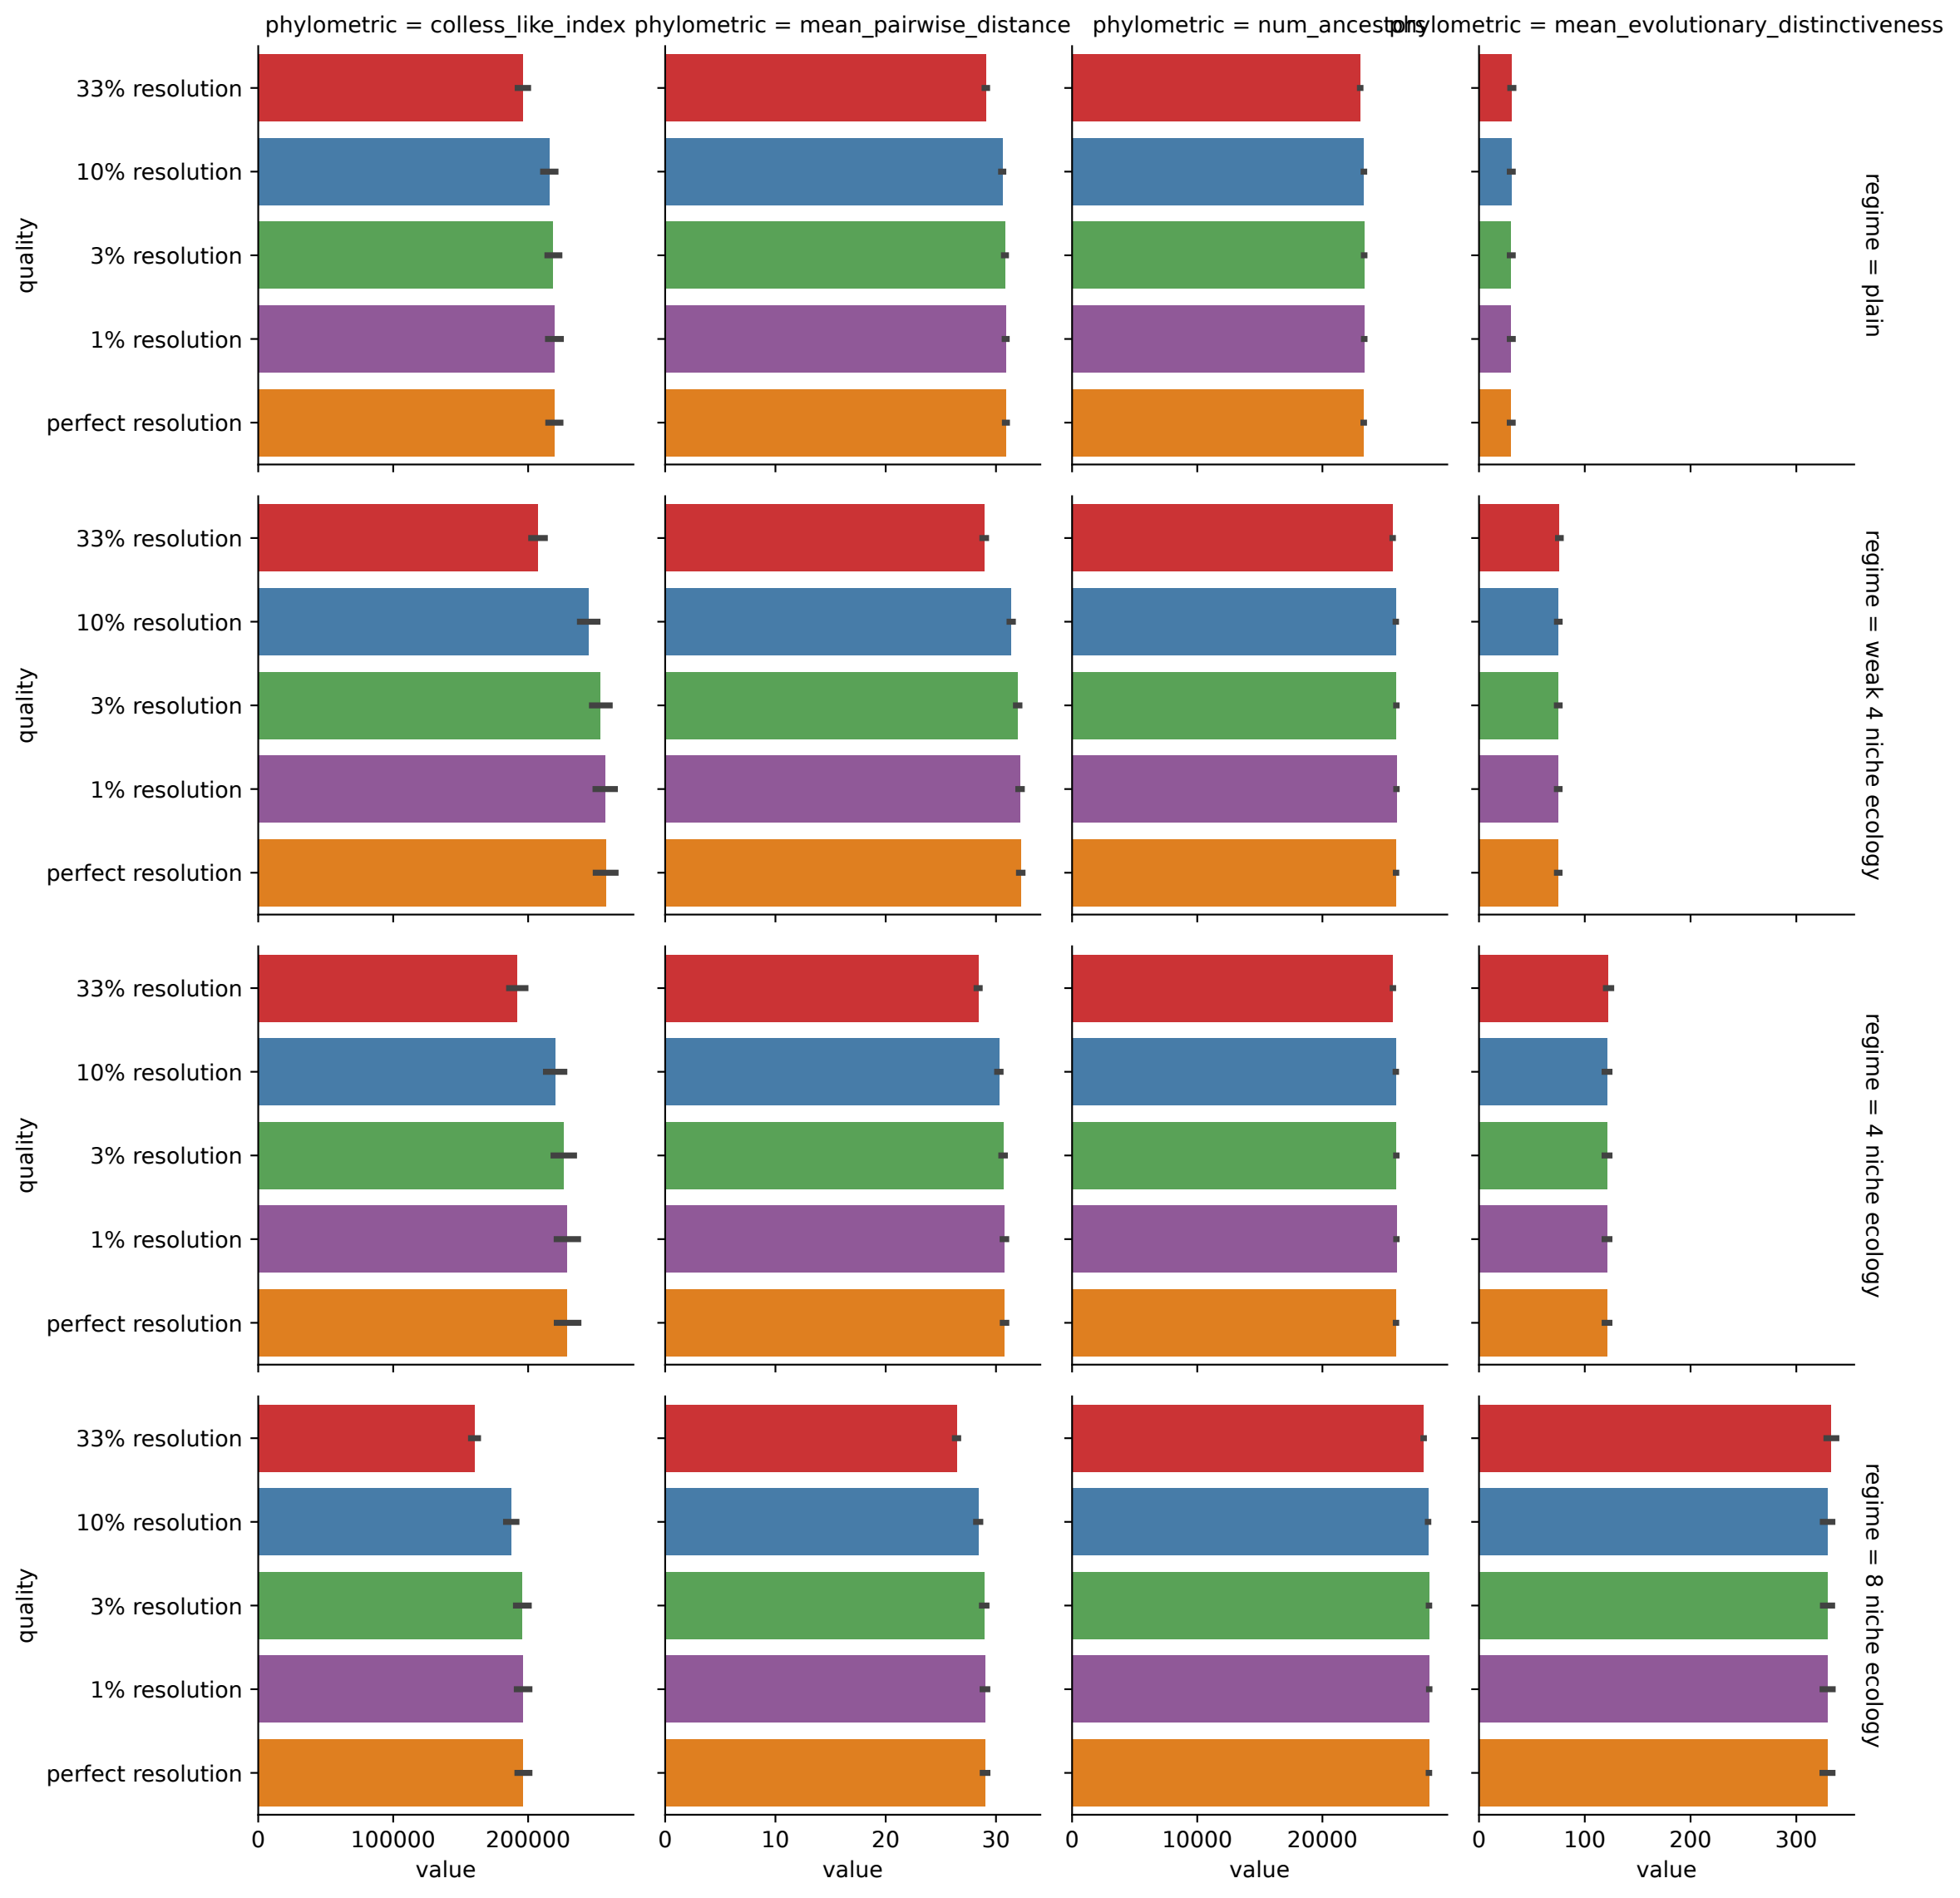 phylometric = colless_like_index
phylometric = mean_pairwise_distance
phylometric = num_ancestors
phylometric = mean_evolutionary_distinctiveness
quality
33% resolution
10% resolution
3% resolution
1% resolution
perfect resolution
regime = plain
quality
33% resolution
10% resolution
3% resolution
1% resolution
perfect resolution
regime = weak 4 niche ecology
quality
33% resolution
10% resolution
3% resolution
1% resolution
perfect resolution
regime = 4 niche ecology
quality
33% resolution
10% resolution
3% resolution
1% resolution
perfect resolution
regime = 8 niche ecology
0 100000 200000
0 10 20 30
0 10000 20000
0 100 200 300
value
value
value
value